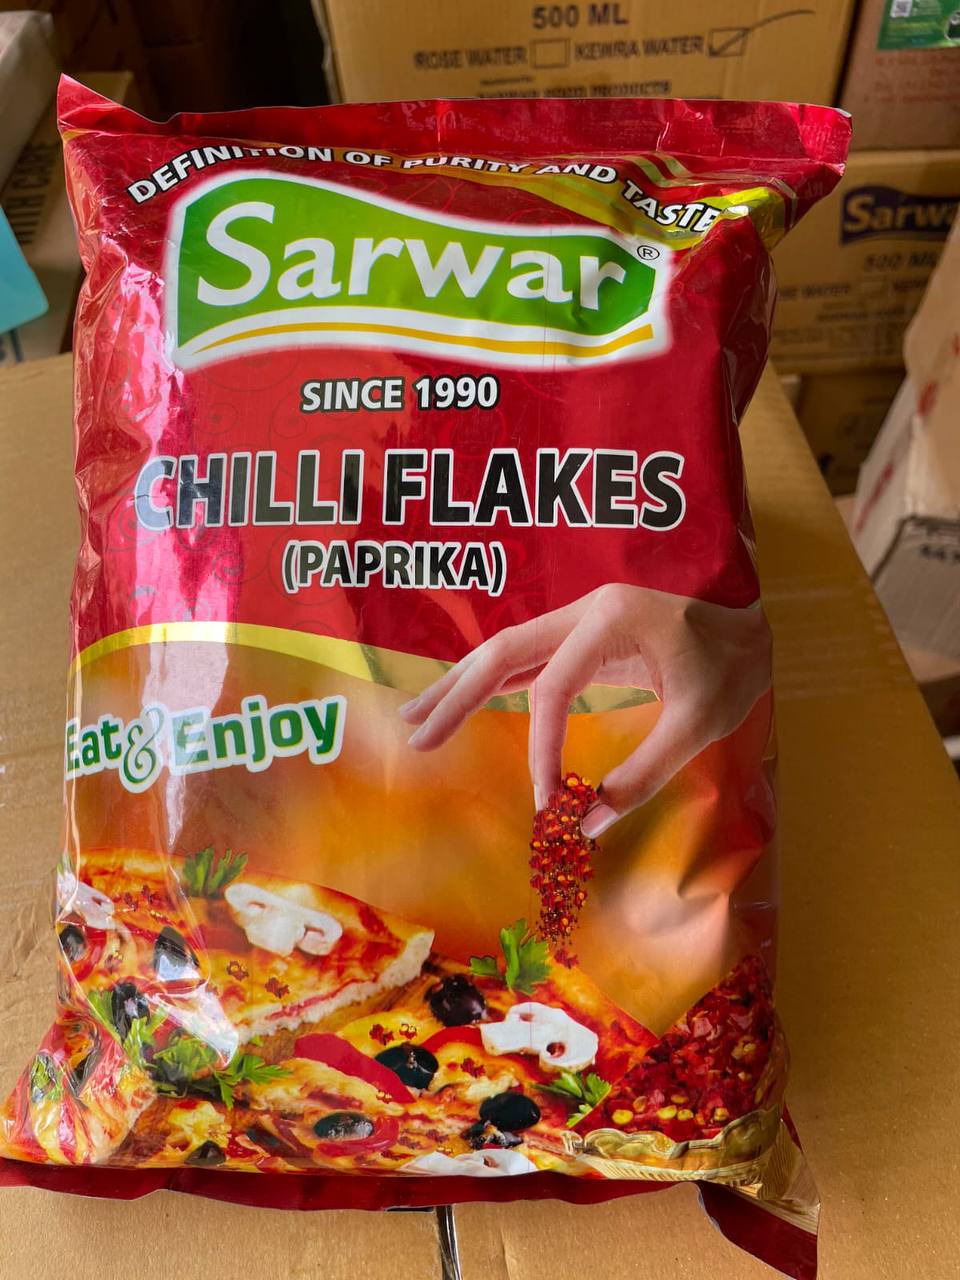 500 ML
ROSE WATER KEWRA WATER
DEFINITION OF PURITY AND TASTE
Sarwar®
SINCE 1990
CHILLI FLAKES
(PAPRIKA)
Eat & Enjoy
Sarwa
500 ML